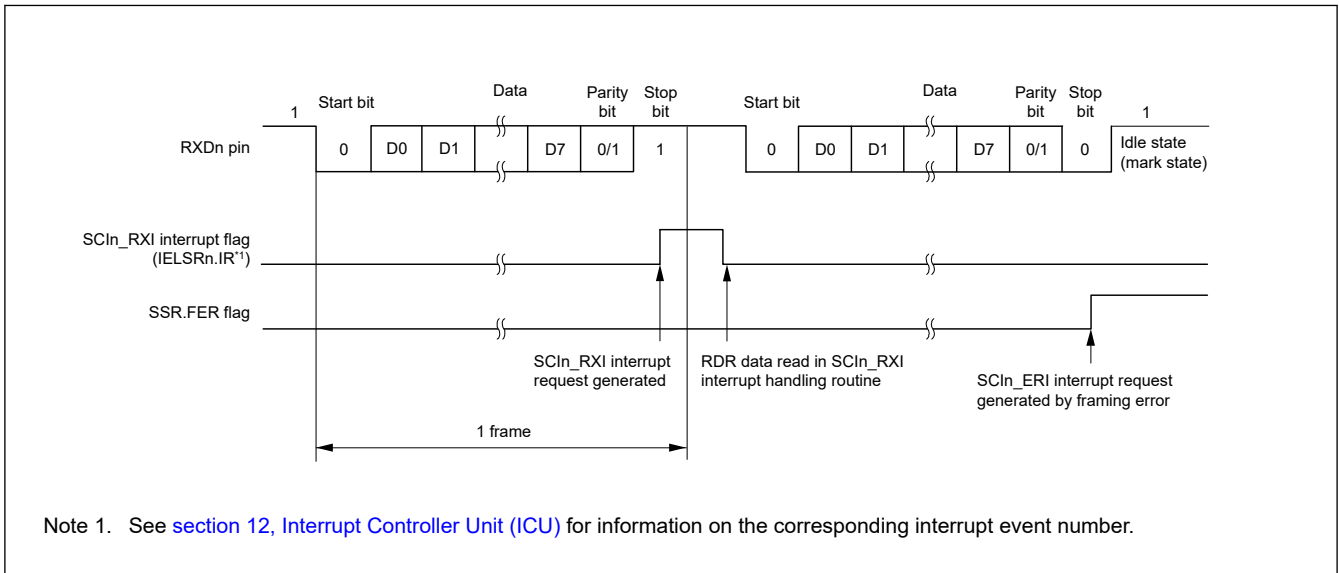 1 Start bit Data Parity bit Stop bit Start bit Data Parity bit Stop bit 1
RXDn pin 0 D0 D1 D7 0/1 1 0 D0 D1 D7 0/1 0 Idle state (mark state)
SCIn_RXI interrupt flag
(IELSRn.IR*1)
SSR.FER flag
SCIn_RXI interrupt
request generated
RDR data read in SCIn_RXI
interrupt handling routine
SCIn_ERI interrupt request
generated by framing error
1 frame
Note 1. See section 12, Interrupt Controller Unit (ICU) for information on the corresponding interrupt event number.